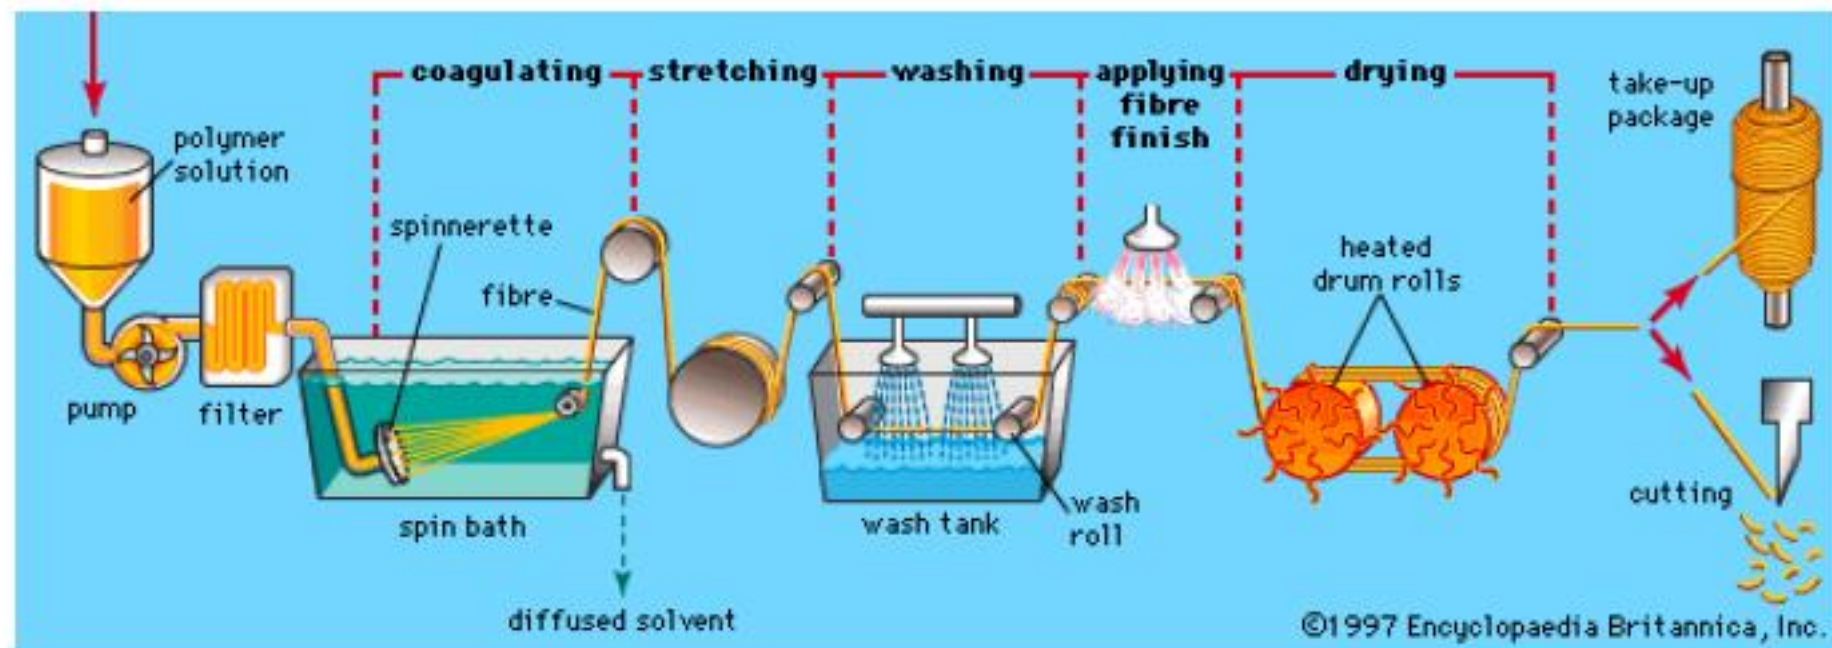 coagulating
stretching
washing
applying
fibre
finish
drying
take-up
package
polymer
solution
spinnerette
fibre
heated
drum rolls
pump
filter
spin bath
wash tank
wash
roll
cutting
diffused solvent
©1997 Encyclopaedia Britannica, Inc.